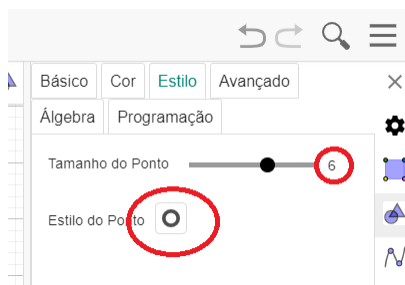 Básico Cor Estilo Avançado
Álgebra Programação
Tamanho do Ponto 6
Estilo do Ponto